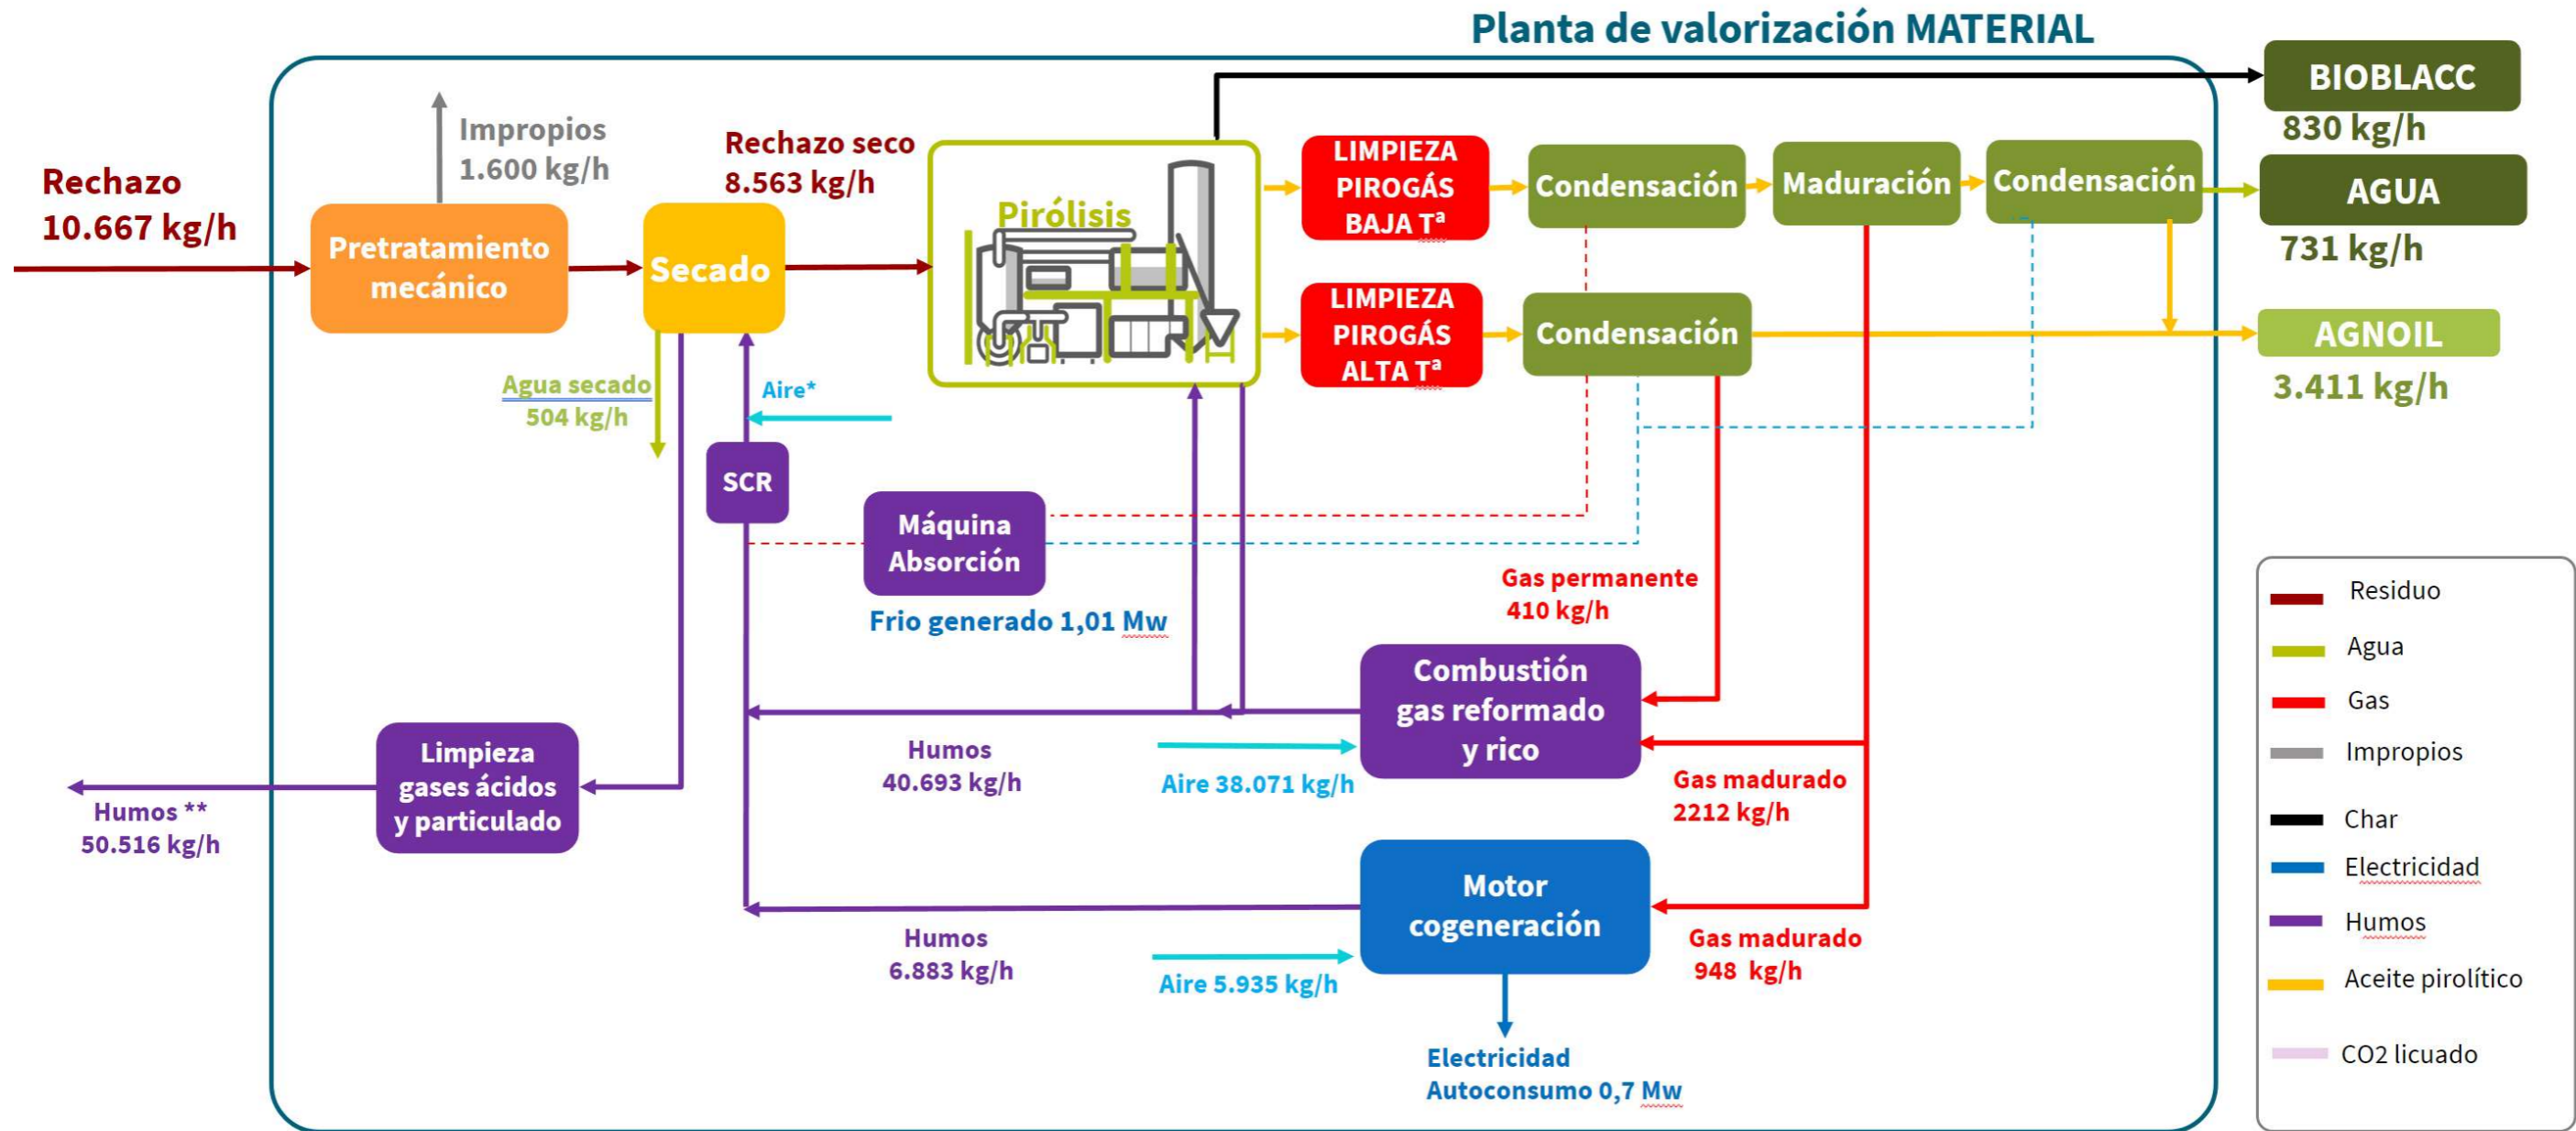 Planta de valorización MATERIAL
BIOBLACC
830 kg/h
AGUA
731 kg/h
AGNOIL
3.411 kg/h
Rechazo
10.667 kg/h
Impropios
1.600 kg/h
Pretratamiento
mecánico
Secado
Rechazo seco
8.563 kg/h
Pirólisis
LIMPIEZA
PIROGÁS
BAJA Tª
Condensación
Maduración
Condensación
LIMPIEZA
PIROGÁS
ALTA Tª
Condensación
Agua secado
504 kg/h
Aire*
SCR
Máquina
Absorción
Frio generado 1,01 Mw
Gas permanente
410 kg/h
Combustión
gas reformado
y rico
Humos
40.693 kg/h
Aire 38.071 kg/h
Gas madurado
2212 kg/h
Limpieza
gases ácidos
y particulado
Humos **
50.516 kg/h
Motor
cogeneración
Humos
6.883 kg/h
Aire 5.935 kg/h
Gas madurado
948 kg/h
Electricidad
Autoconsumo 0,7 Mw
Residuo
Agua
Gas
Impropios
Char
Electricidad
Humos
Aceite pirolítico
CO2 licuado